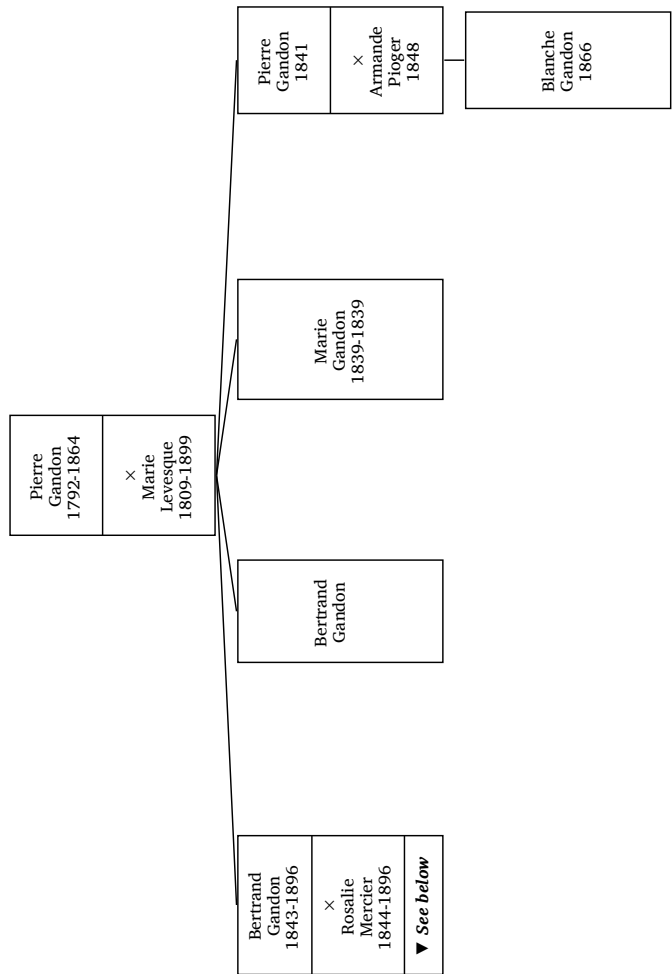 Pierre
Gandon
1792-1864
×
Marie
Levesque
1809-1899
Bertrand
Gandon
1843-1896
×
Rosalie
Mercier
1844-1896
▼ See below
Bertrand
Gandon
Marie
Gandon
1839-1839
Pierre
Gandon
1841
×
Armande
Pioger
1848
Blanche
Gandon
1866